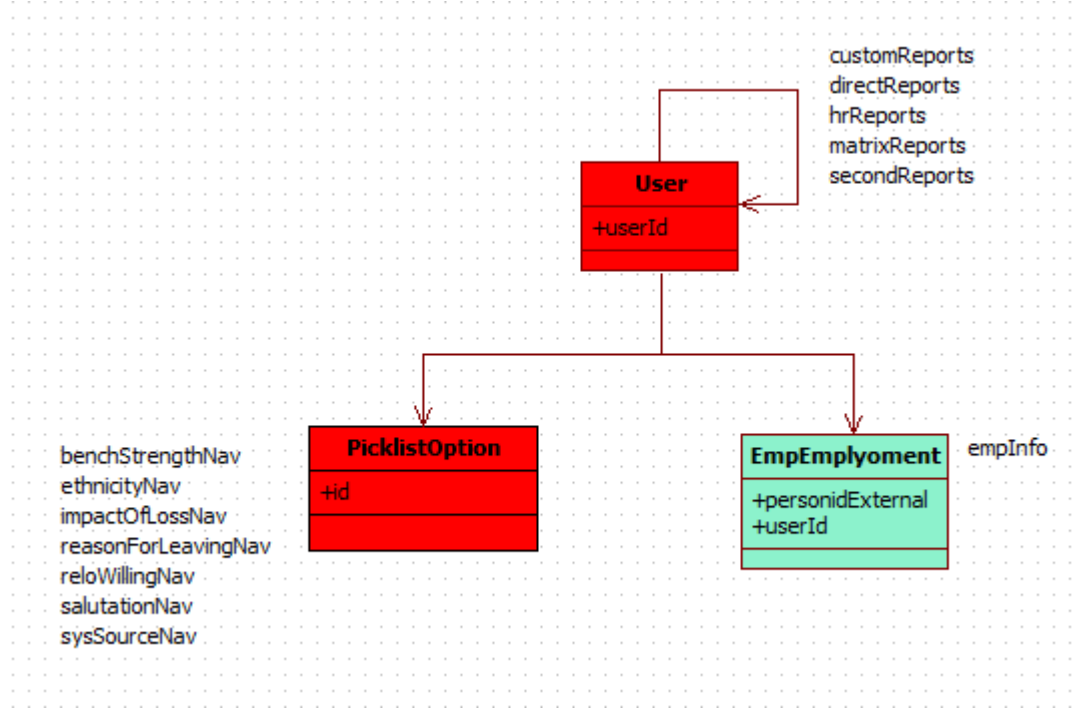 customReports
directReports
hrReports
matrixReports
secondReports
User
+userId
benchStrengthNav
ethnicityNav
impactOfLossNav
reasonForLeavingNav
reloWillingNav
salutationNav
sysSourceNav
PicklistOption
+id
EmpEmplyoment
+personidExternal
+userId
empInfo